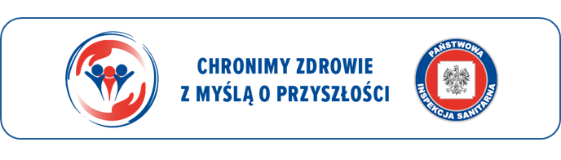 CHRONIMY ZDROWIE
Z MYŚLĄ O PRZYSZŁOŚCI
PAŃSTWOWA
INSPEKCJA SANITARNA